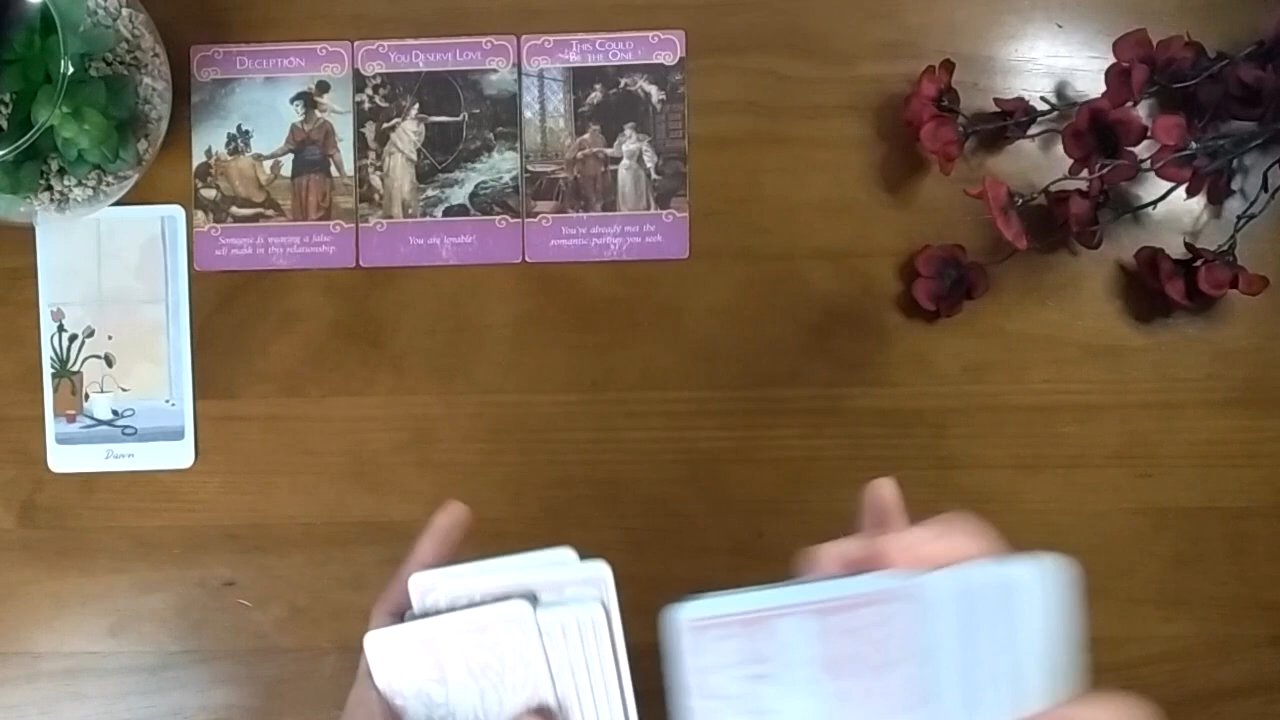 DECEPTION
Someone is wearing a false
self mask in this relationship.
YOU DESERVE LOVE
You are lovable!
THIS COULD
BE THE ONE
You've already met the
romantic partner you seek.
Dawn